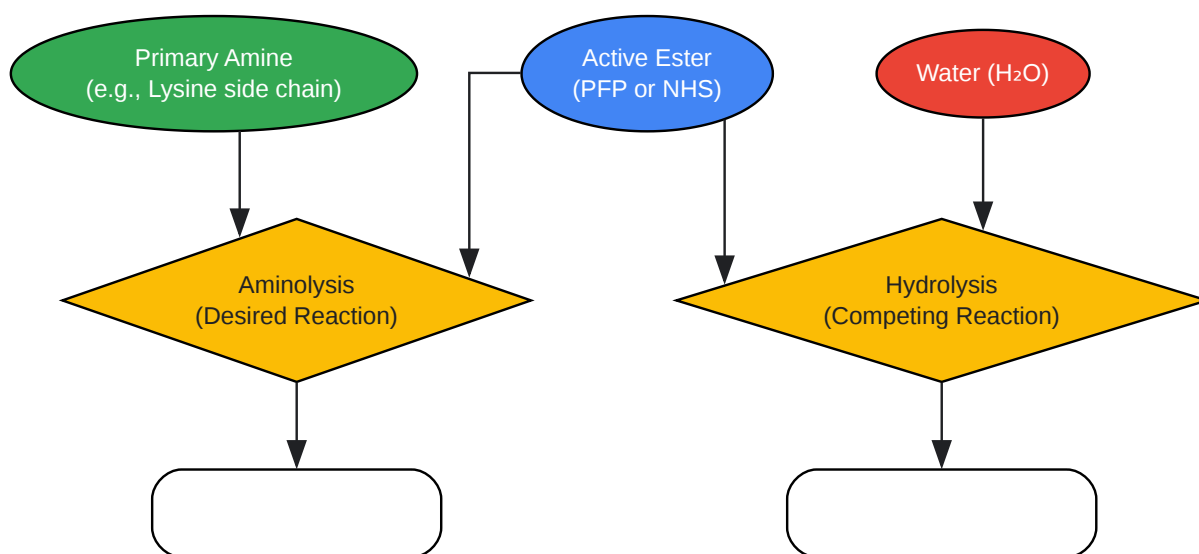 Primary Amine
(e.g., Lysine side chain)
Active Ester
(PFP or NHS)
Water (H₂O)
Aminolysis
(Desired Reaction)
Hydrolysis
(Competing Reaction)